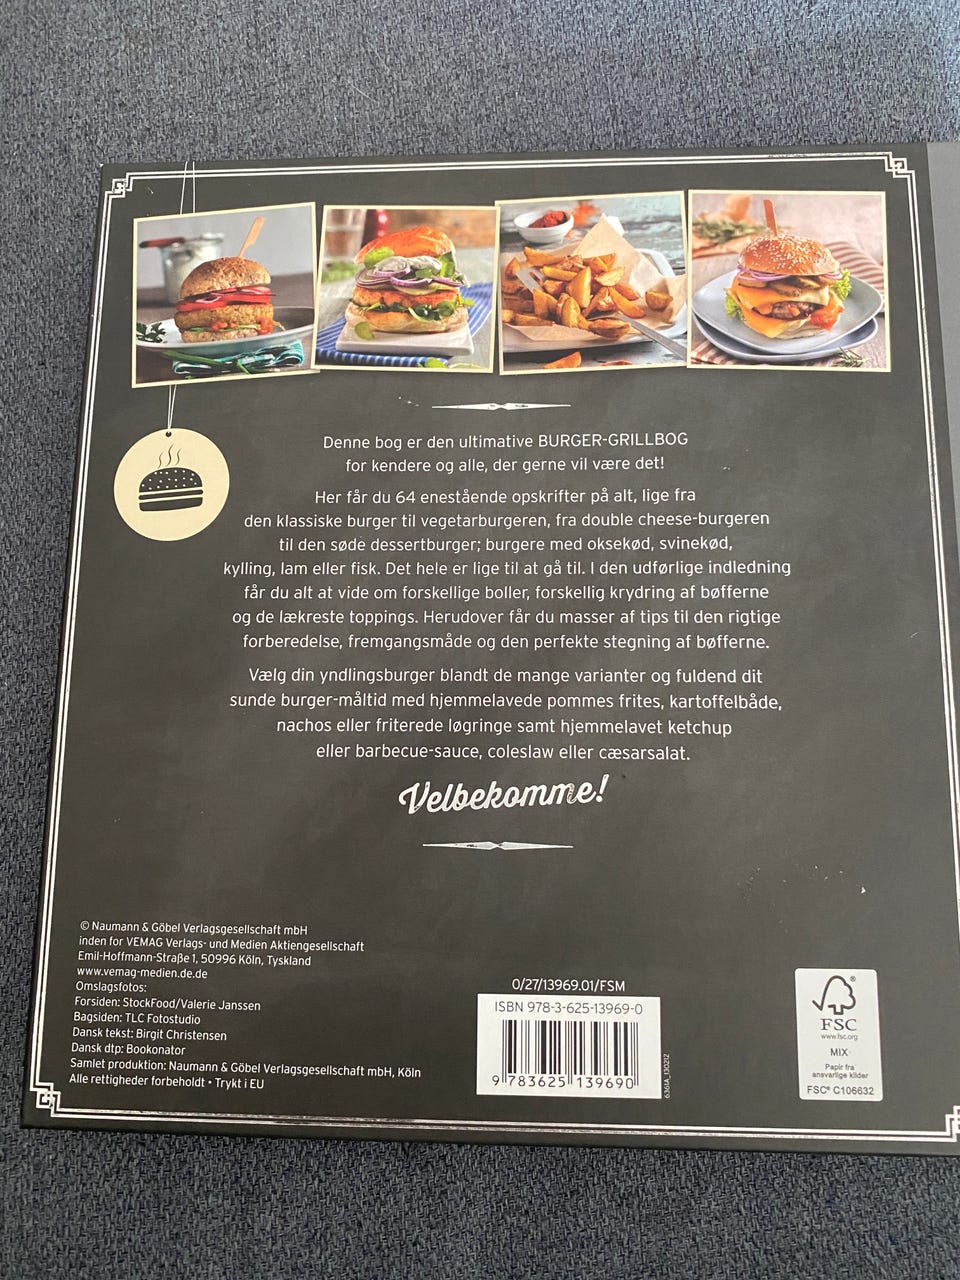 Denne bog er den ultimative BURGER-GRILLBOG
for kendere og alle, der gerne vil være det!
Her får du 64 enestående opskrifter på alt, lige fra
den klassiske burger til vegetarburgeren, fra double cheese-burgeren
til den søde dessertburger; burgere med oksekød, svinekød,
kylling, lam eller fisk. Det hele er lige til at gå til. I den udførlige indledning
får du alt at vide om forskellige boller, forskellig krydring af bøfferne
og de lækreste toppings. Herudover får du masser af tips til den rigtige
forberedelse, fremgangsmåde og den perfekte stegning af bøfferne.
Vælg din yndlingsburger blandt de mange varianter og fuldend dit
sunde burger-måltid med hjemmelavede pommes frites, kartoffelbåde,
nachos eller friterede løgringe samt hjemmelavet ketchup
eller barbecue-sauce, coleslaw eller cæsarsalat.
Velbekomme!
© Naumann & Göbel Verlagsgesellschaft mbH
inden for VEMAG Verlags- und Medien Aktiengesellschaft
Emil-Hoffmann-Straße 1, 50996 Köln, Tyskland
www.vemag-medien.de.de
Omslagsfotos:
Forsiden: StockFood/Valerie Janssen
Bagsiden: TLC Fotostudio
Dansk tekst: Birgit Christensen
Dansk dtp: Bookonator
Samlet produktion: Naumann & Göbel Verlagsgesellschaft mbH, Köln
Alle rettigheder forbeholdt • Trykt i EU
0/27/13969.01/FSM
ISBN 978-3-625-13969-0
9 783625 139690
6361A_130212
FSC
www.fsc.org
MIX
Papir fra
ansvarlige kilder
FSC® C106632